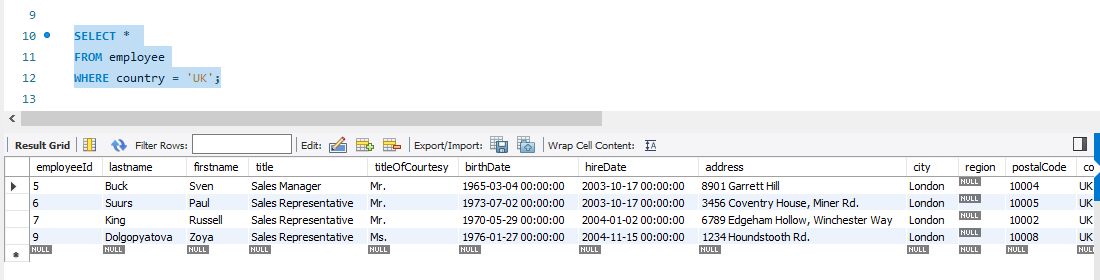 9
10 SELECT *
11 FROM employee
12 WHERE country = 'UK';
13
Result Grid Filter Rows: Edit: Export/Import: Wrap Cell Content: IA
employeeId lastname firstname title titleOfCourtesy birthDate hireDate address city region postalCode co
5 Buck Sven Sales Manager Mr. 1965-03-04 00:00:00 2003-10-17 00:00:00 8901 Garrett Hill London NULL 10004 UK
6 Suurs Paul Sales Representative Mr. 1973-07-02 00:00:00 2003-10-17 00:00:00 3456 Coventry House, Miner Rd. London NULL 10005 UK
7 King Russell Sales Representative Mr. 1970-05-29 00:00:00 2004-01-02 00:00:00 6789 Edgeham Hollow, Winchester Way London NULL 10002 UK
9 Dolgopyatova Zoya Sales Representative Ms. 1976-01-27 00:00:00 2004-11-15 00:00:00 1234 Houndstooth Rd. London NULL 10008 UK
NULL NULL NULL NULL NULL NULL NULL NULL NULL NULL NULL NULL